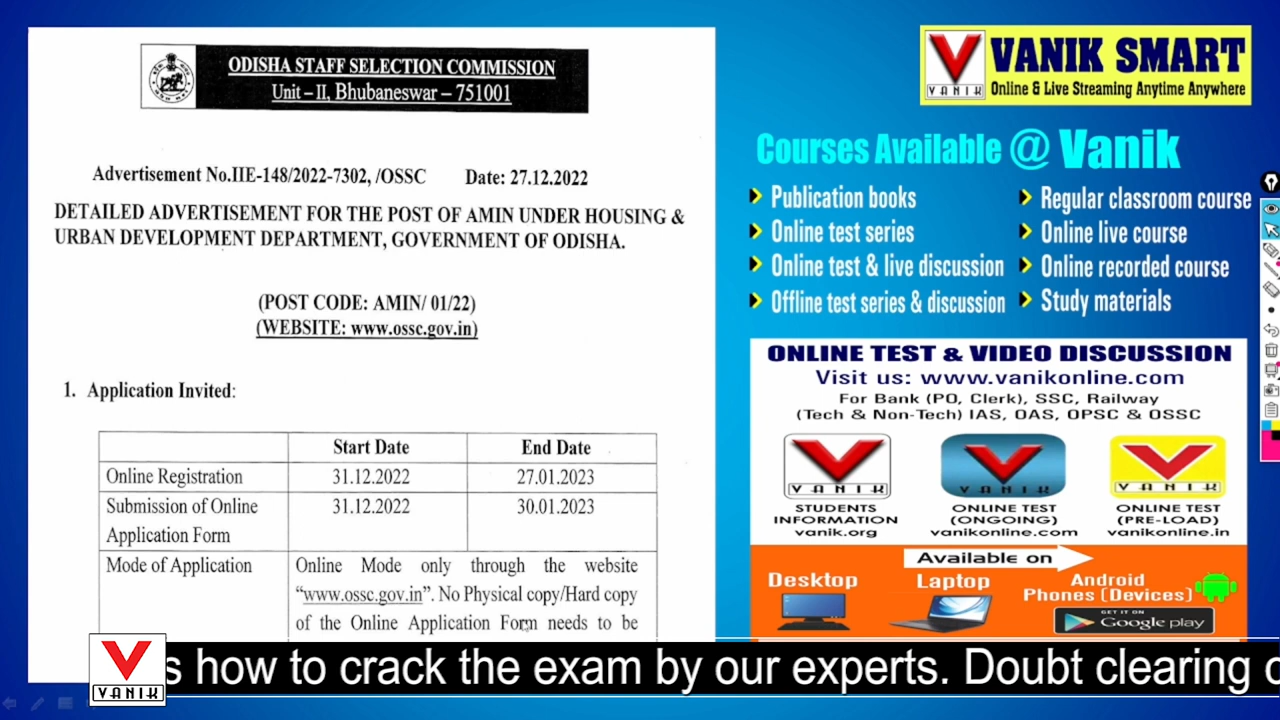 ODISHA STAFF SELECTION COMMISSION
Unit – II, Bhubaneswar – 751001
Advertisement No.IIE-148/2022-7302, /OSSC Date: 27.12.2022
DETAILED ADVERTISEMENT FOR THE POST OF AMIN UNDER HOUSING &
URBAN DEVELOPMENT DEPARTMENT, GOVERNMENT OF ODISHA.
(POST CODE: AMIN/ 01/22)
(WEBSITE: www.ossc.gov.in)
1. Application Invited:
Start Date End Date
Online Registration 31.12.2022 27.01.2023
Submission of Online 31.12.2022 30.01.2023
Application Form
Mode of Application Online Mode only through the website
“www.ossc.gov.in”. No Physical copy/Hard copy
of the Online Application Form needs to be
VANIK
VANIK SMART
Online & Live Streaming Anytime Anywhere
Courses Available @ Vanik
Publication books
Online test series
Online test & live discussion
Offline test series & discussion
Regular classroom course
Online live course
Online recorded course
Study materials
ONLINE TEST & VIDEO DISCUSSION
Visit us: www.vanikonline.com
For Bank (PO, Clerk), SSC, Railway
(Tech & Non-Tech) IAS, OAS, OPSC & OSSC
VANIK
STUDENTS
INFORMATION
vanik.org
VANIK
ONLINE TEST
(ONGOING)
vanikonline.com
VANIK
ONLINE TEST
(PRE-LOAD)
vanikonline.in
Available on
Desktop
Laptop
Android
Phones (Devices)
GET IT ON
Google play
VANIK
s how to crack the exam by our experts. Doubt clearing